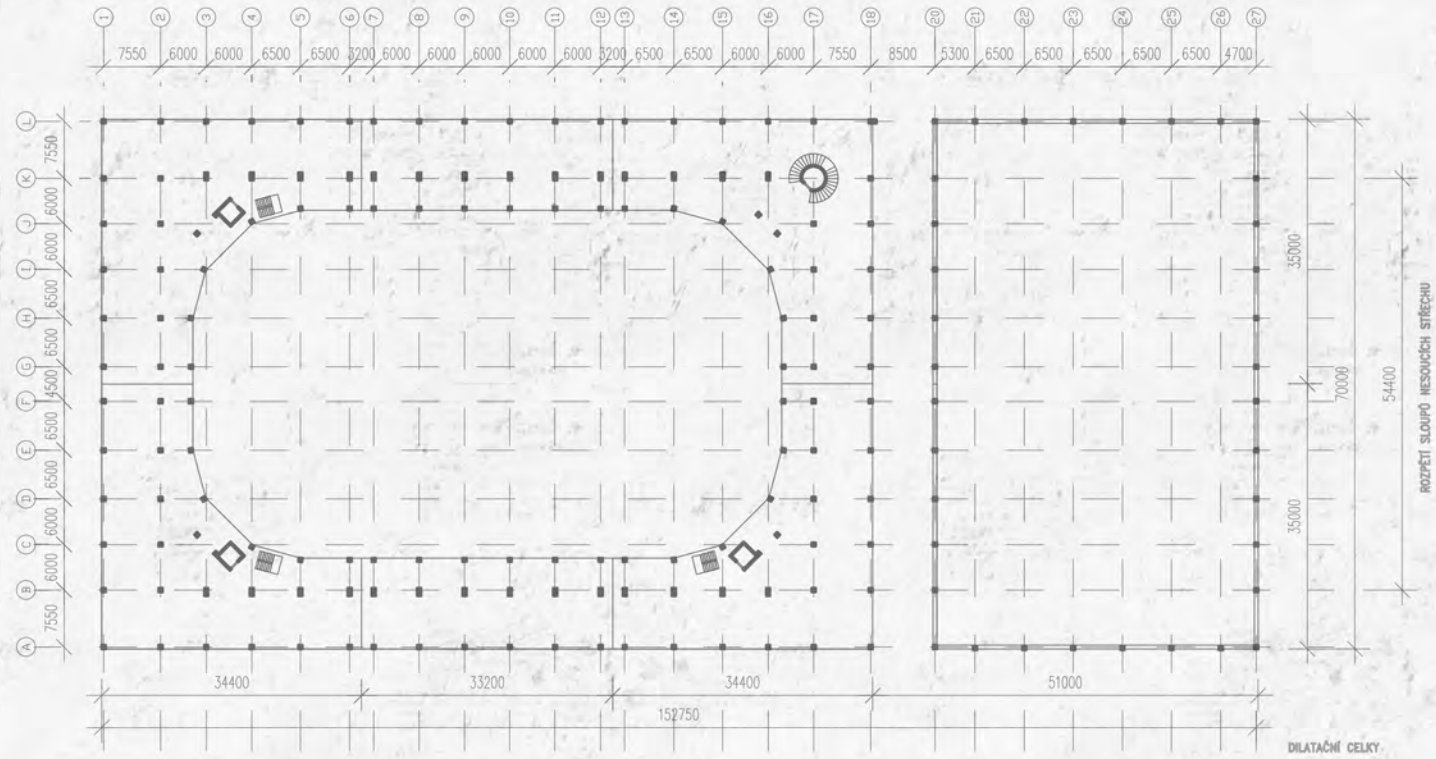 1 2 3 4 5 6 7 8 9 10 11 12 13 14 15 16 17 18 20 21 22 23 24 25 26 27
7550 6000 6000 6500 6500 3200 6000 6000 6000 6000 6000 3200 6500 6500 6000 6000 7550 8500 5300 6500 6500 6500 6500 6500 4700
L
7550
K
6000
J
6000
I
6500
H
6500
G
4500
F
6500
E
6500
D
6000
C
6000
B
7550
A
35000
35000
70000
54400
ROZPĚTÍ SLOUPŮ NESOUCÍCH STŘECHU
34400 33200 34400 51000
152750
DILATAČNÍ CELKY